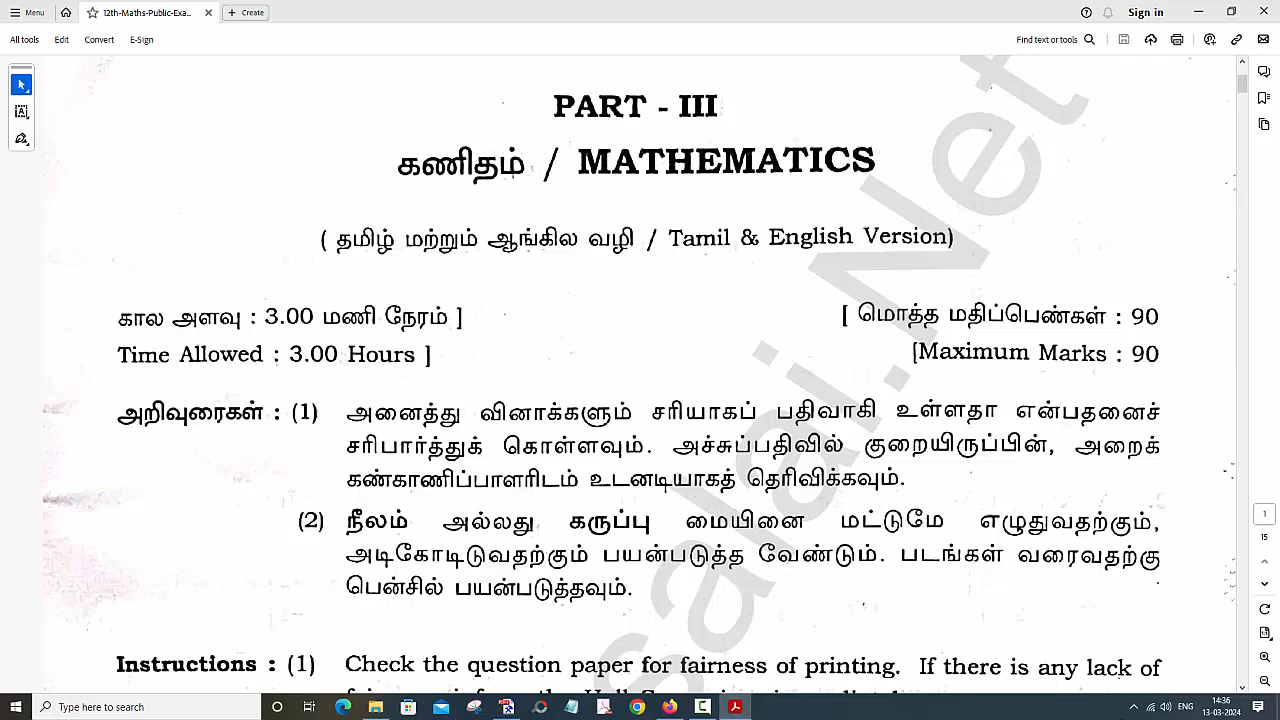 Menu
12th-Maths-Public-Exa...
Create
Sign in
All tools Edit Convert E-Sign
Find text or tools
PART - III
கணிதம் / MATHEMATICS
( தமிழ் மற்றும் ஆங்கில வழி / Tamil & English Version)
கால அளவு : 3.00 மணி நேரம் ] [ மொத்த மதிப்பெண்கள் : 90
Time Allowed : 3.00 Hours ] [Maximum Marks : 90
அறிவுரைகள் : (1) அனைத்து வினாக்களும் சரியாகப் பதிவாகி உள்ளதா என்பதனைச்
சரிபார்த்துக் கொள்ளவும். அச்சுப்பதிவில் குறையிருப்பின், அறைக்
கண்காணிப்பாளரிடம் உடனடியாகத் தெரிவிக்கவும்.
(2) நீலம் அல்லது கருப்பு மையினை மட்டுமே எழுதுவதற்கும்,
அடிகோடிடுவதற்கும் பயன்படுத்த வேண்டும். படங்கள் வரைவதற்கு
பென்சில் பயன்படுத்தவும்.
Instructions : (1) Check the question paper for fairness of printing. If there is any lack of
salai.Net
1
15
Type here to search
ENG
14:36
13-03-2024